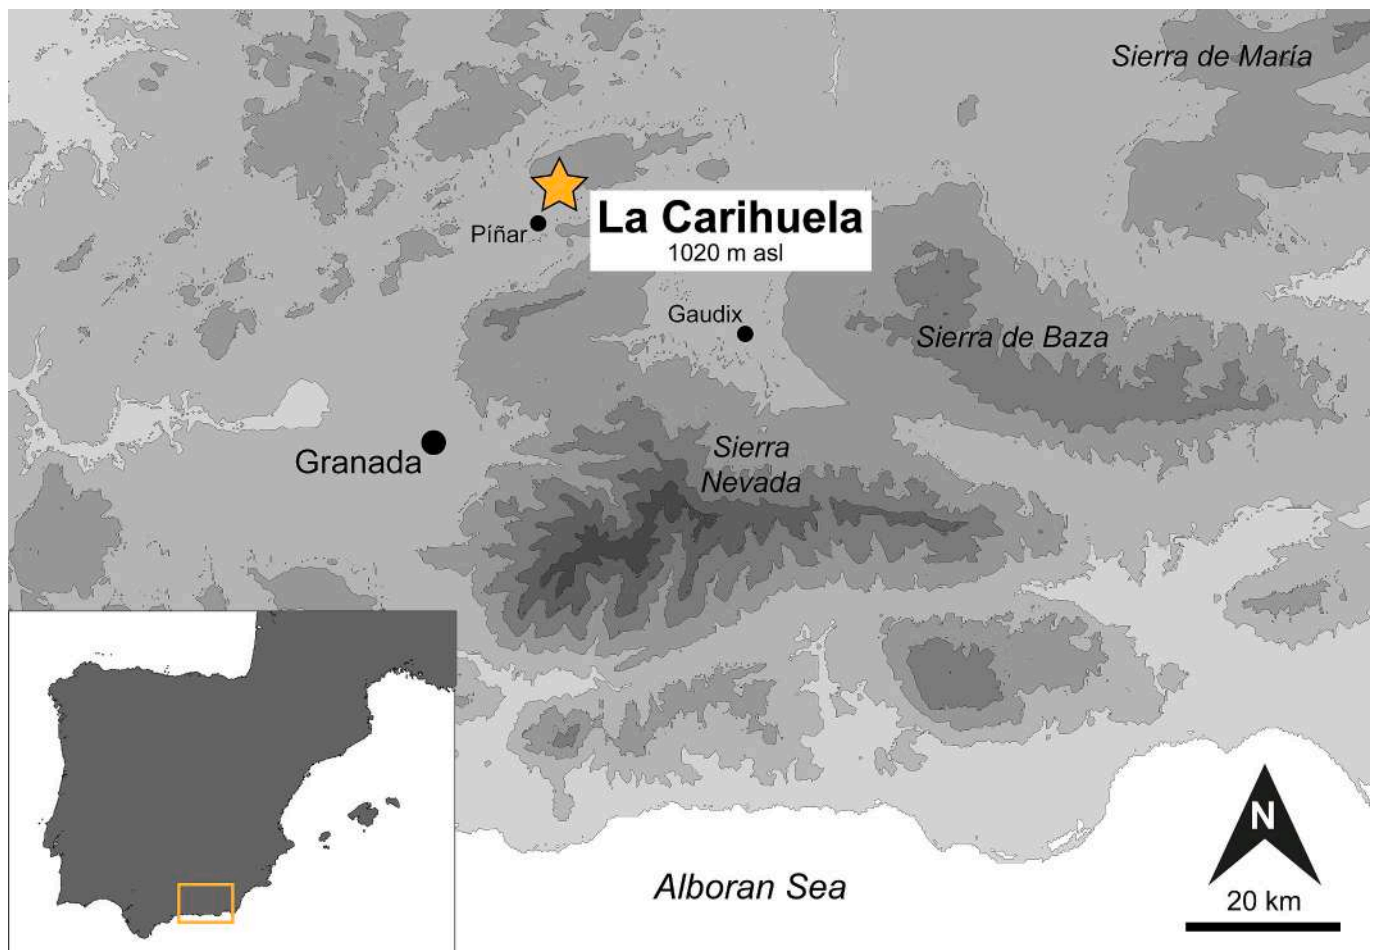 Sierra de María
La Carihuela
1020 m asl
Píñar
Gaudix
Sierra de Baza
Granada
Sierra
Nevada
Alboran Sea
N
20 km